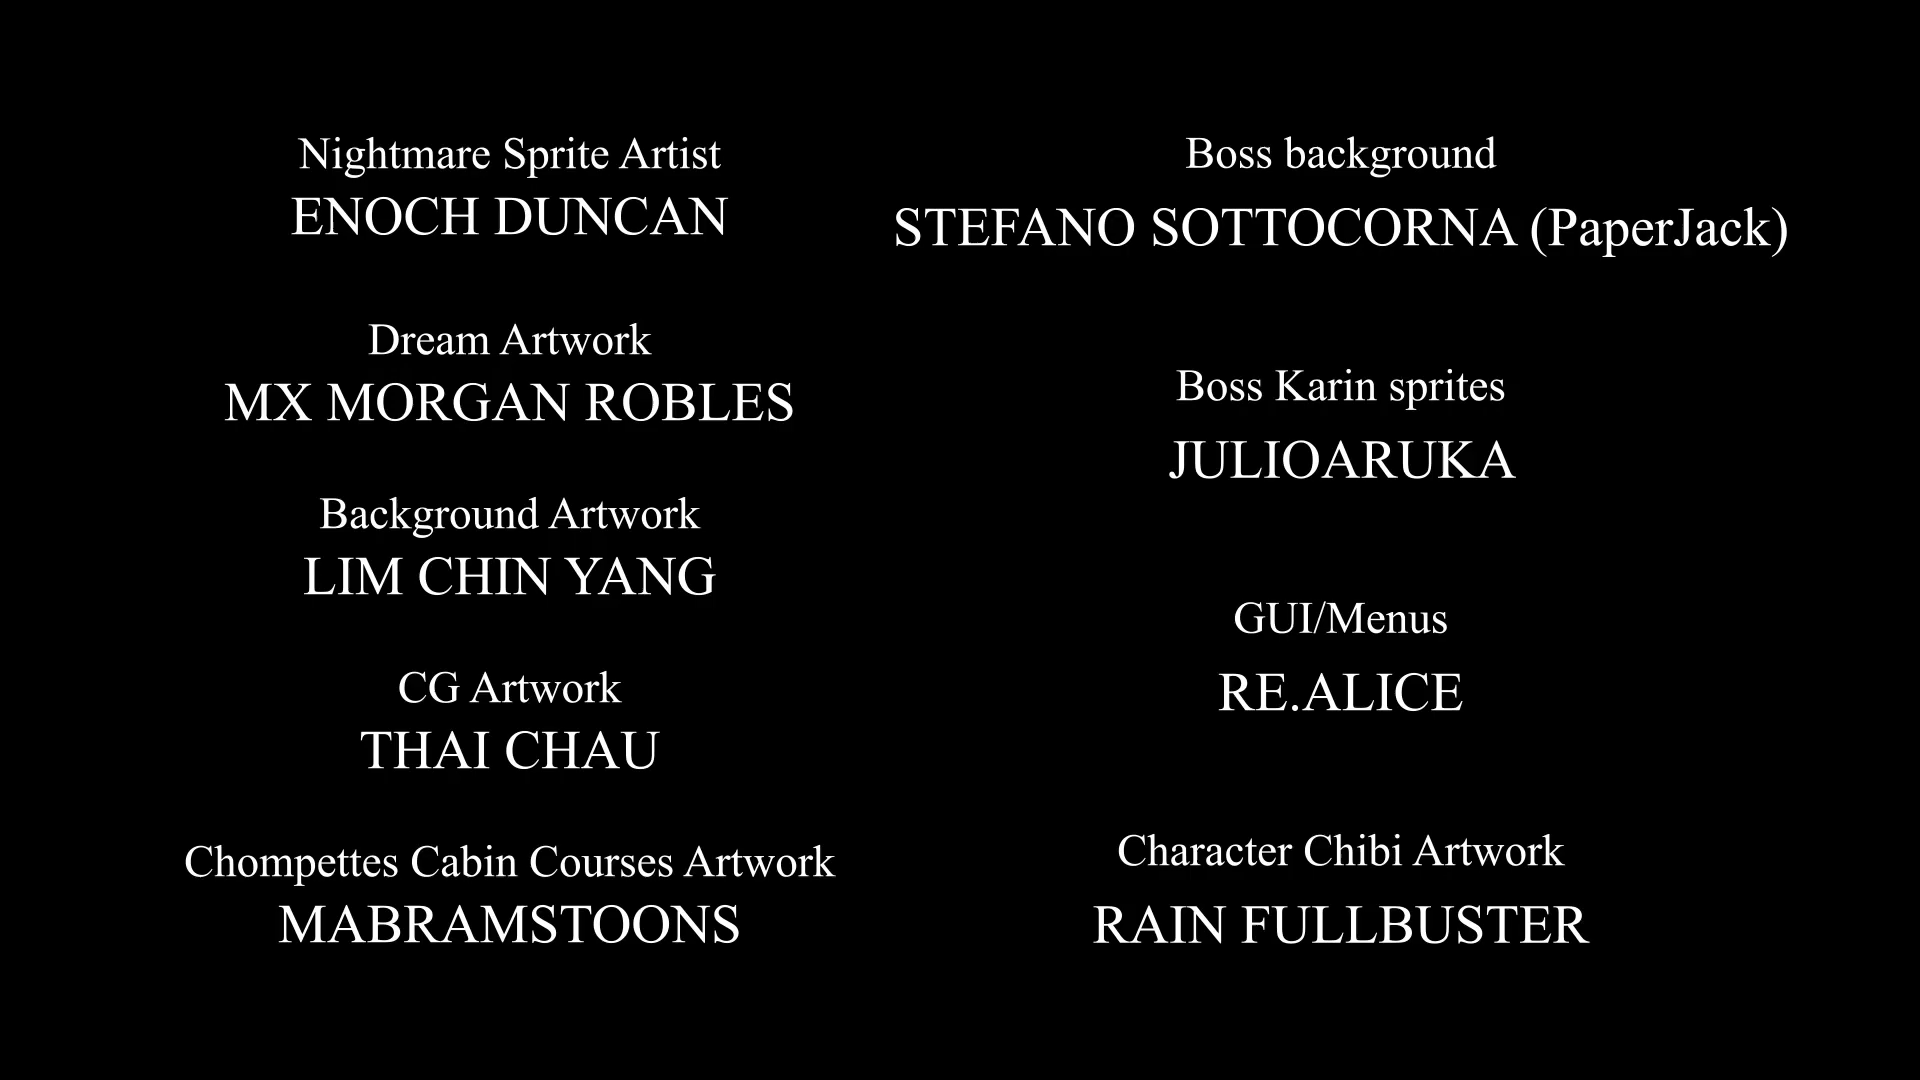 Nightmare Sprite Artist
ENOCH DUNCAN
Dream Artwork
MX MORGAN ROBLES
Background Artwork
LIM CHIN YANG
CG Artwork
THAI CHAU
Chompettes Cabin Courses Artwork
MABRAMSTOONS
Boss background
STEFANO SOTTOCORNA (PaperJack)
Boss Karin sprites
JULIOARUKA
GUI/Menus
RE.ALICE
Character Chibi Artwork
RAIN FULLBUSTER